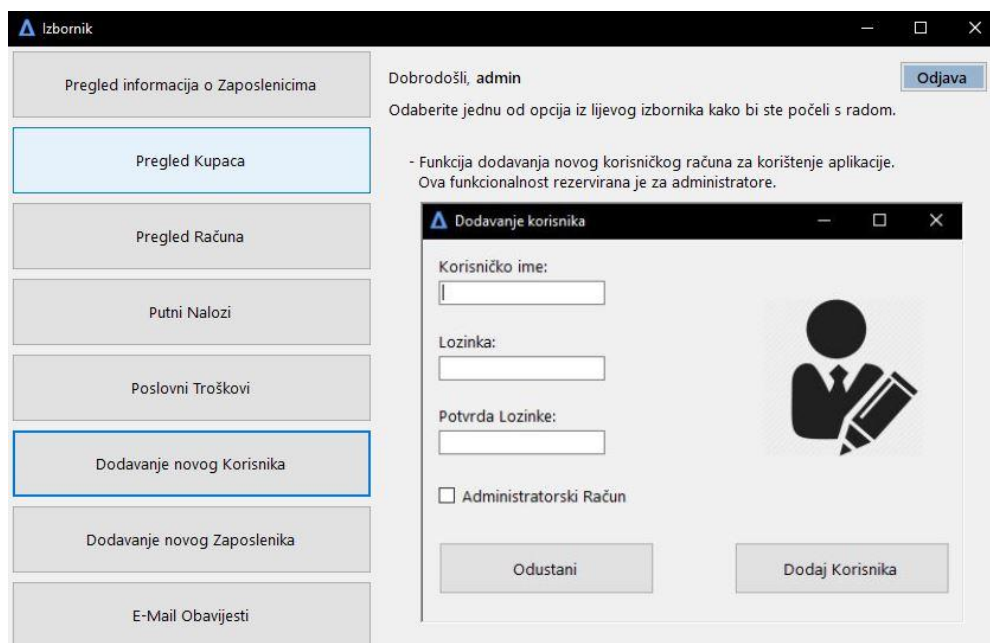 Izbornik
Pregled informacija o Zaposlenicima
Pregled Kupaca
Pregled Računa
Putni Nalozi
Poslovni Troškovi
Dodavanje novog Korisnika
Dodavanje novog Zaposlenika
E-Mail Obavijesti
Dobrodošli, admin
Odjava
Odaberite jednu od opcija iz lijevog izbornika kako bi ste počeli s radom.
- Funkcija dodavanja novog korisničkog računa za korištenje aplikacije.
Ova funkcionalnost rezervirana je za administratore.
Dodavanje korisnika
Korisničko ime:
Lozinka:
Potvrda Lozinke:
Administratorski Račun
Odustani
Dodaj Korisnika